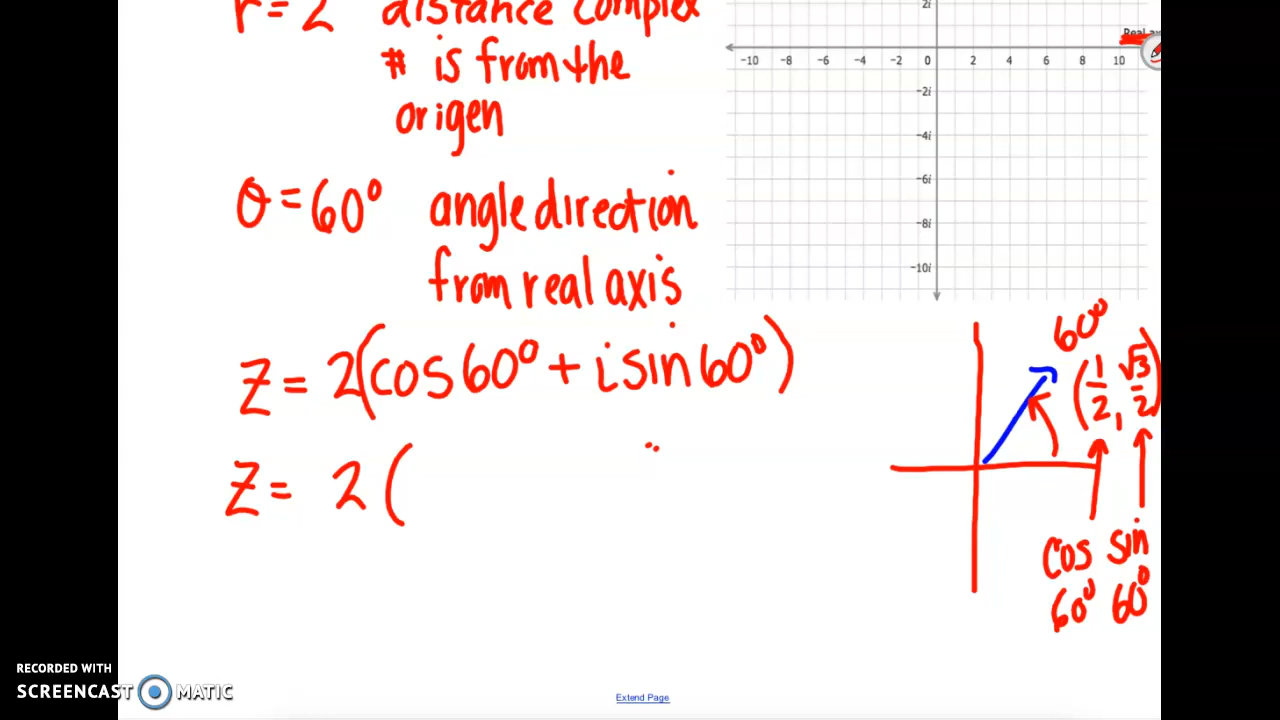 r = 2 distance complex
# is from the
origen
θ = 60° angle direction
from real axis
z = 2(cos 60° + i sin 60°)
z = 2 (
2i
Real ax
-10 -8 -6 -4 -2 0 2 4 6 8 10
-2i
-4i
-6i
-8i
-10i
60°
(1/2, √3/2)
cos sin
60° 60°
RECORDED WITH
SCREENCAST MATIC
Extend Page